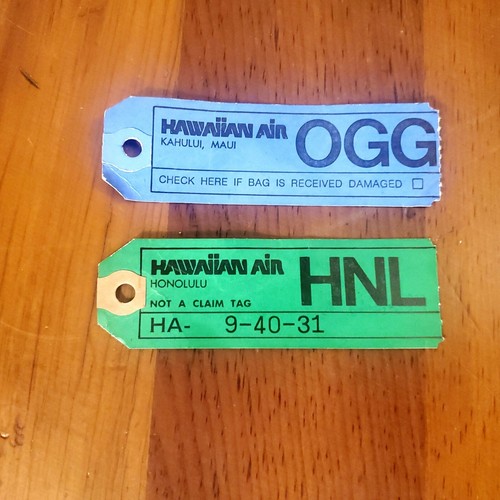 HAWAIIAN AIR OGG
KAHULUI, MAUI
CHECK HERE IF BAG IS RECEIVED DAMAGED
HAWAIIAN AIR HNL
HONOLULU
NOT A CLAIM TAG
HA- 9-40-31